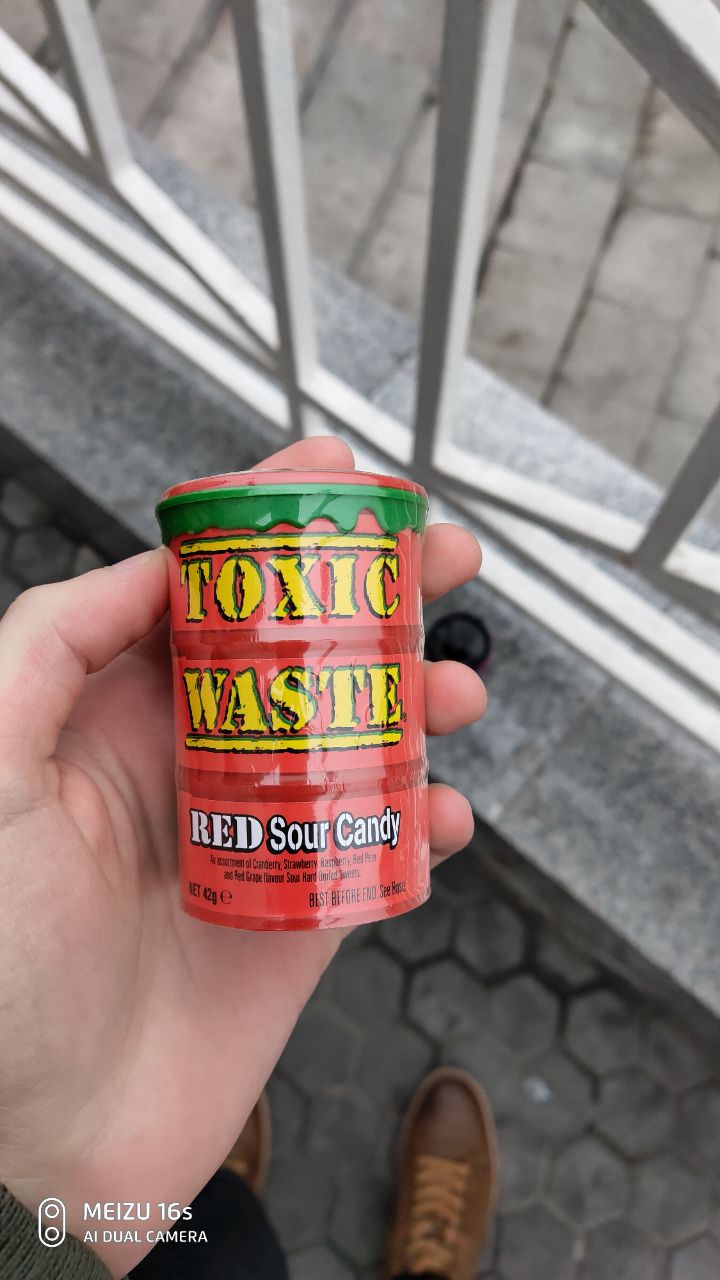 TOXIC
WASTE
RED Sour Candy
An assortment of Cranberry, Strawberry, Raspberry, Red Pear
and Red Grape flavour Sour Hard Boiled Sweets.
NET 42g ℮
BEST BEFORE END: See Base.
MEIZU 16s
AI DUAL CAMERA